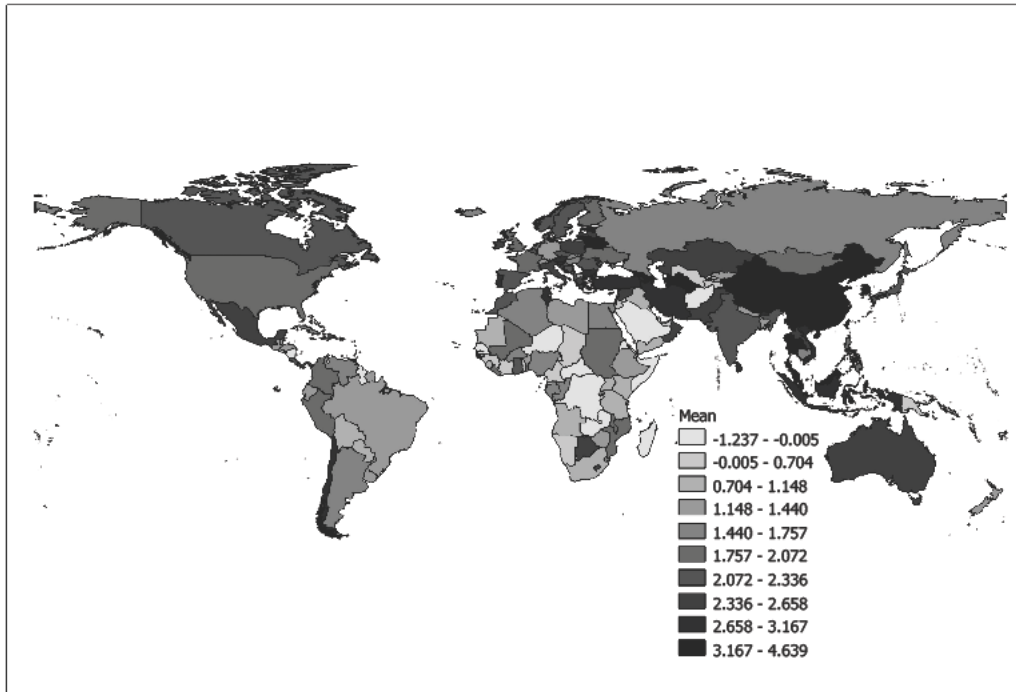 Mean
-1.237 - -0.005
-0.005 - 0.704
0.704 - 1.148
1.148 - 1.440
1.440 - 1.757
1.757 - 2.072
2.072 - 2.336
2.336 - 2.658
2.658 - 3.167
3.167 - 4.639